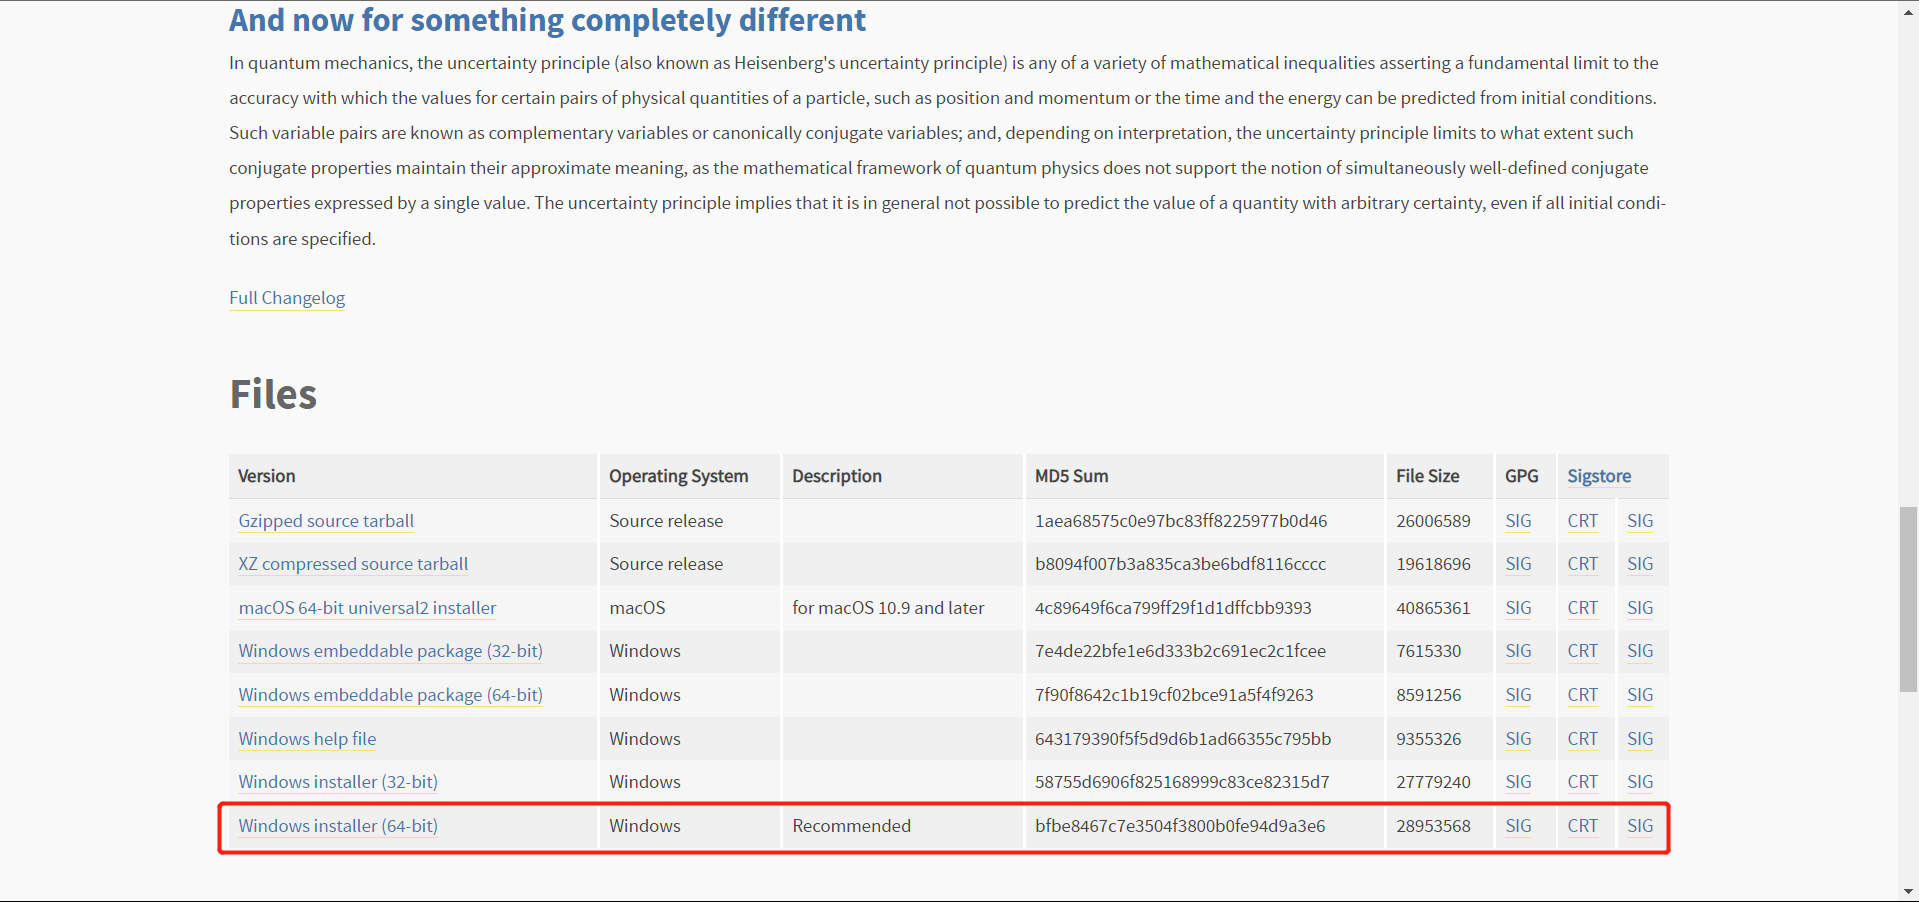 And now for something completely different
In quantum mechanics, the uncertainty principle (also known as Heisenberg's uncertainty principle) is any of a variety of mathematical inequalities asserting a fundamental limit to the
accuracy with which the values for certain pairs of physical quantities of a particle, such as position and momentum or the time and the energy can be predicted from initial conditions.
Such variable pairs are known as complementary variables or canonically conjugate variables; and, depending on interpretation, the uncertainty principle limits to what extent such
conjugate properties maintain their approximate meaning, as the mathematical framework of quantum physics does not support the notion of simultaneously well-defined conjugate
properties expressed by a single value. The uncertainty principle implies that it is in general not possible to predict the value of a quantity with arbitrary certainty, even if all initial condi-
tions are specified.
Full Changelog
Files
Version Operating System Description MD5 Sum File Size GPG Sigstore
Gzipped source tarball Source release 1aea68575c0e97bc83ff8225977b0d46 26006589 SIG CRT SIG
XZ compressed source tarball Source release b8094f007b3a835ca3be6bdf8116cccc 19618696 SIG CRT SIG
macOS 64-bit universal2 installer macOS for macOS 10.9 and later 4c89649f6ca799ff29f1d1dffcbb9393 40865361 SIG CRT SIG
Windows embeddable package (32-bit) Windows 7e4de22bfe1e6d333b2c691ec2c1fcee 7615330 SIG CRT SIG
Windows embeddable package (64-bit) Windows 7f90f8642c1b19cf02bce91a5f4f9263 8591256 SIG CRT SIG
Windows help file Windows 643179390f5f5d9d6b1ad66355c795bb 9355326 SIG CRT SIG
Windows installer (32-bit) Windows 58755d6906f825168999c83ce82315d7 27779240 SIG CRT SIG
Windows installer (64-bit) Windows Recommended bfbe8467c7e3504f3800b0fe94d9a3e6 28953568 SIG CRT SIG